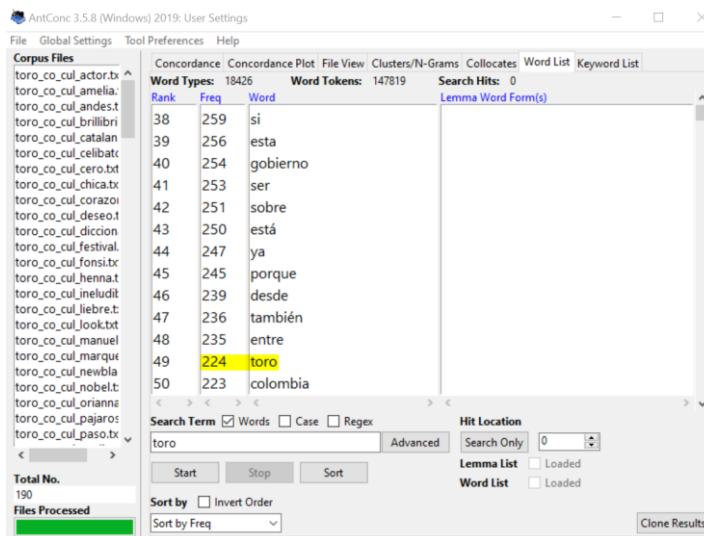 AntConc 3.5.8 (Windows) 2019: User Settings
File Global Settings Tool Preferences Help
Corpus Files
toro_co_cul_actor.tx
toro_co_cul_amelia.
toro_co_cul_andes.t
toro_co_cul_brillibri
toro_co_cul_catalan
toro_co_cul_celibatc
toro_co_cul_cero.txt
toro_co_cul_chica.tx
toro_co_cul_corazo
toro_co_cul_deseo.t
toro_co_cul_diccion
toro_co_cul_festival.
toro_co_cul_fonsi.tx
toro_co_cul_henna.t
toro_co_cul_ineludit
toro_co_cul_liebre.t
toro_co_cul_look.txt
toro_co_cul_manuel
toro_co_cul_marque
toro_co_cul_newbla
toro_co_cul_nobel.t
toro_co_cul_orianna
toro_co_cul_pajaros
toro_co_cul_paso.tx
Total No.
190
Files Processed
Concordance Concordance Plot File View Clusters/N-Grams Collocates Word List Keyword List
Word Types: 18426 Word Tokens: 147819 Search Hits: 0
Rank Freq Word Lemma Word Form(s)
38 259 si
39 256 esta
40 254 gobierno
41 253 ser
42 251 sobre
43 250 está
44 247 ya
45 245 porque
46 239 desde
47 236 también
48 235 entre
49 224 toro
50 223 colombia
Search Term Words Case Regex Hit Location
toro Advanced Search Only 0
Start Stop Sort Lemma List Loaded
Word List Loaded
Sort by Invert Order
Sort by Freq Clone Results